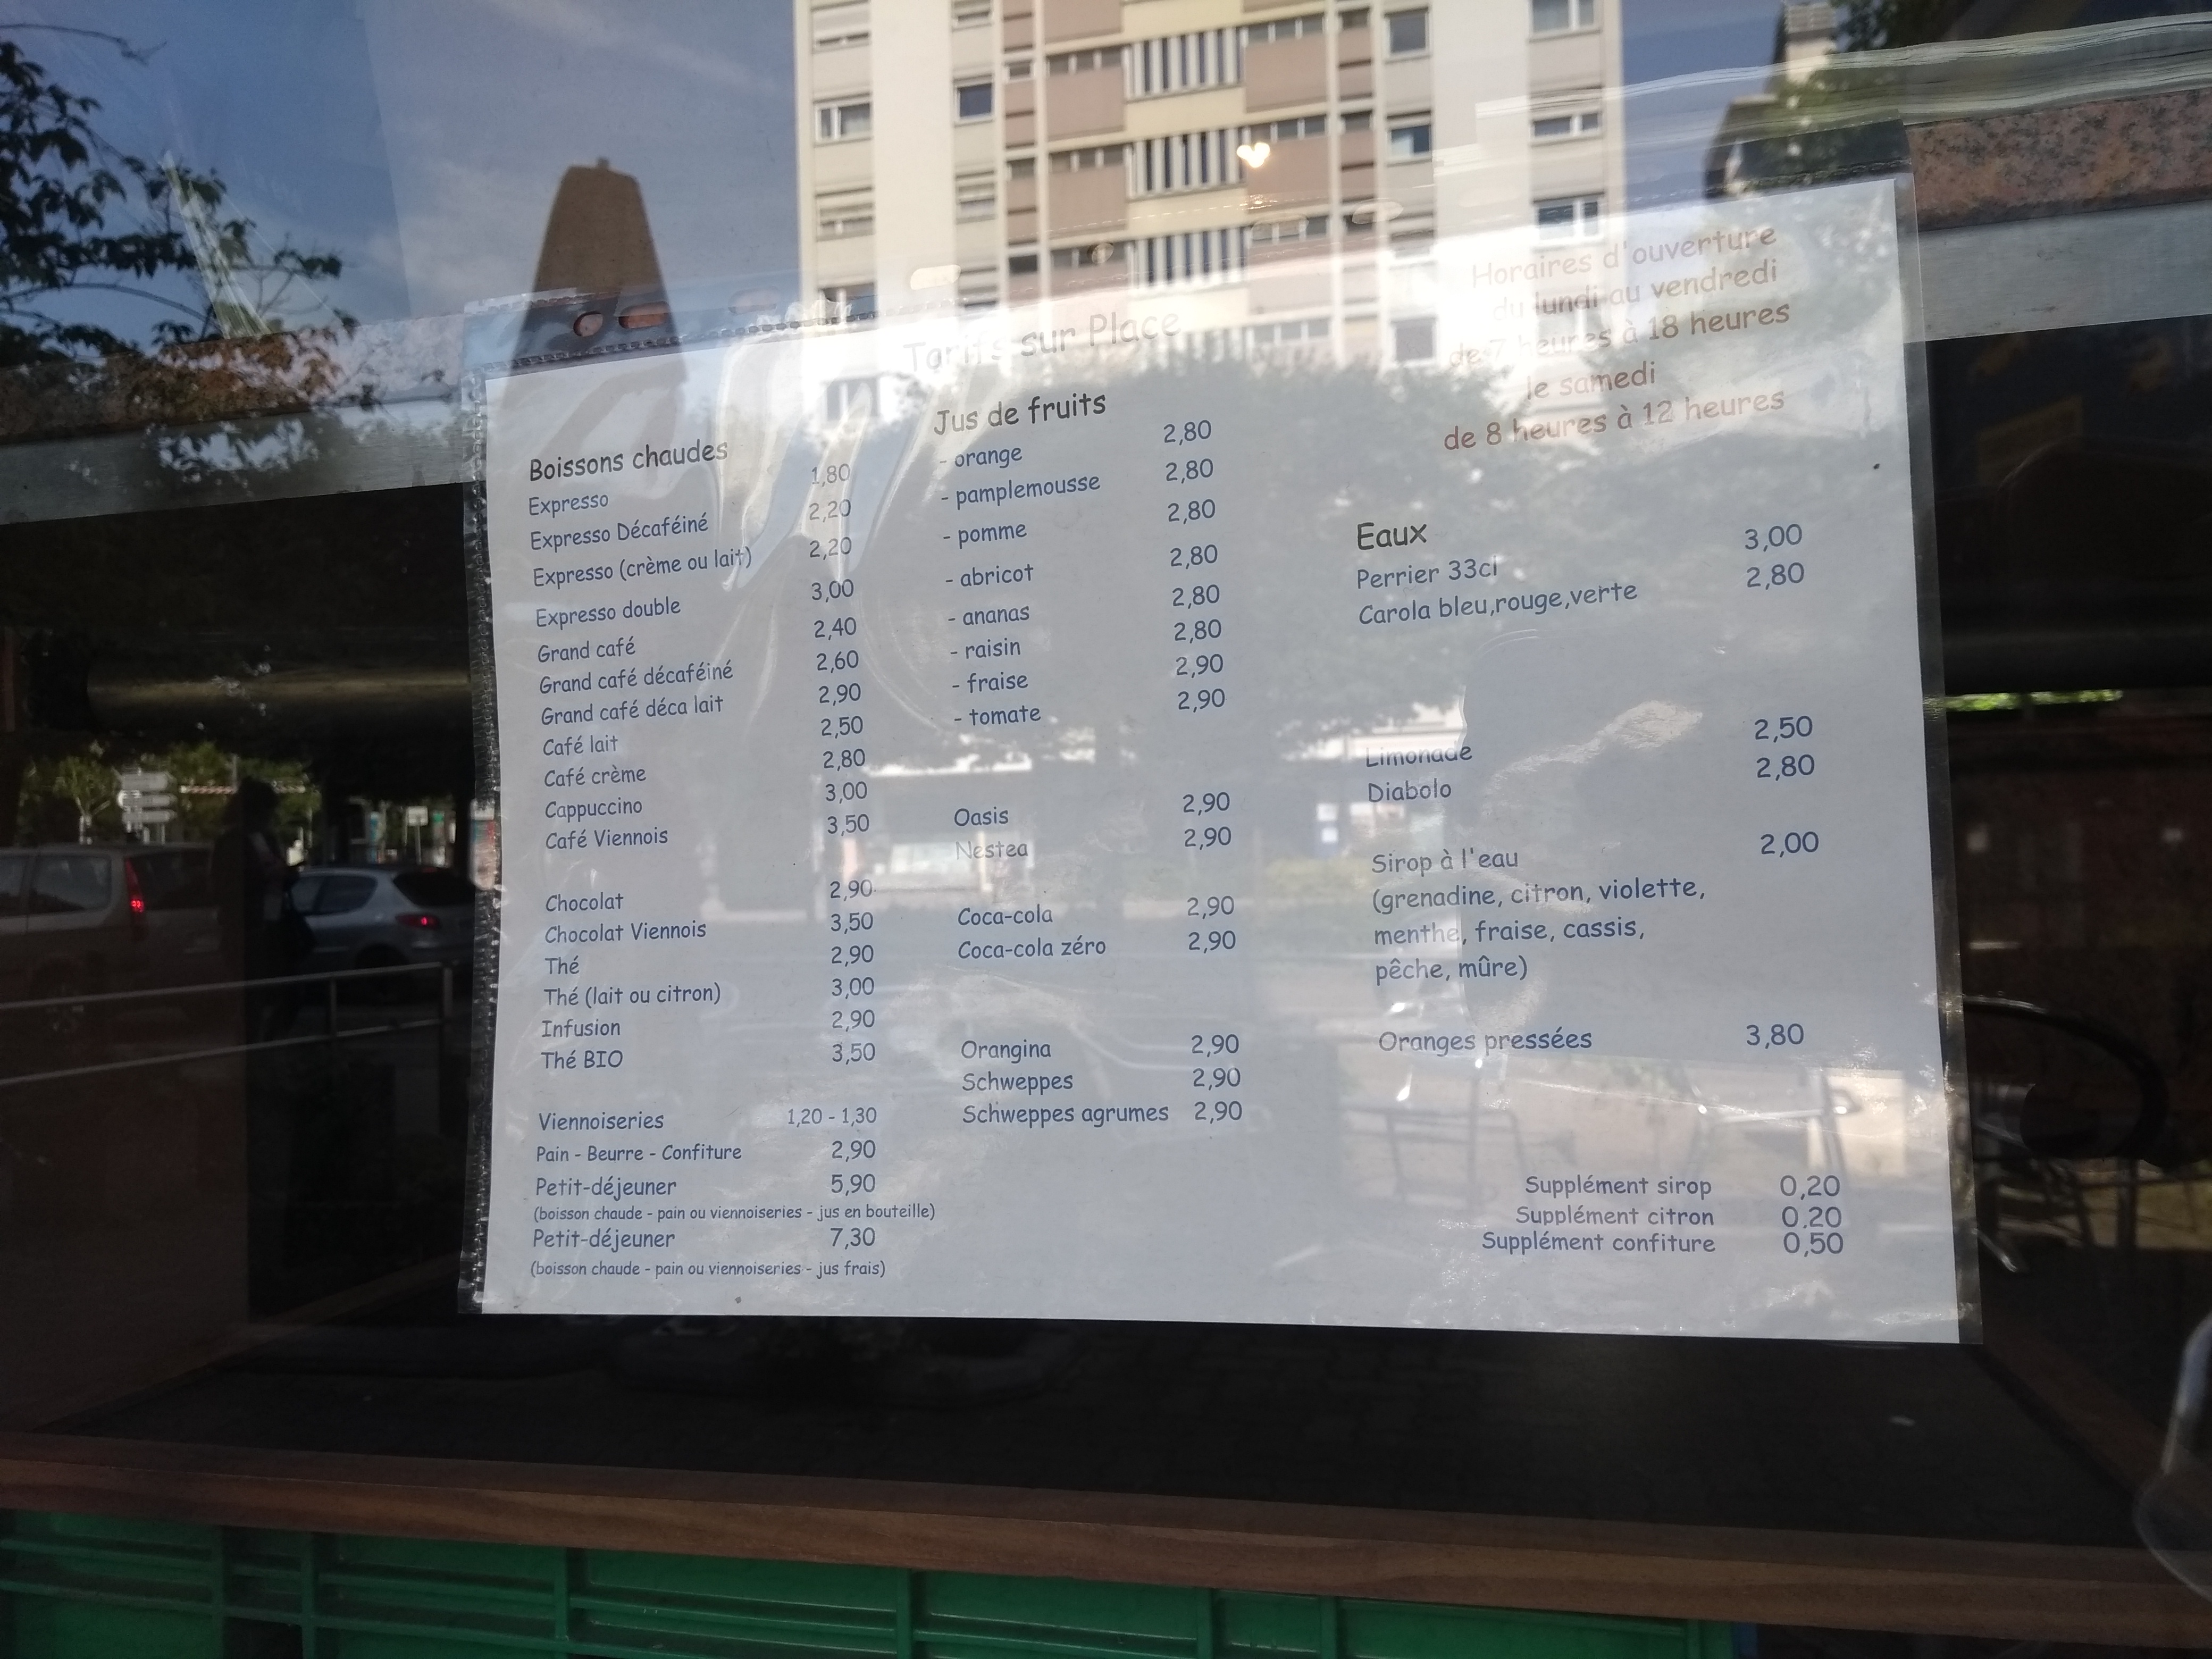 Tarifs sur Place
Boissons chaudes
Expresso 1,80
Expresso Décaféiné 2,20
Expresso (crème ou lait) 2,20
Expresso double 3,00
Grand café 2,40
Grand café décaféiné 2,60
Grand café déca lait 2,90
Café lait 2,50
Café crème 2,80
Cappuccino 3,00
Café Viennois 3,50
Chocolat 2,90
Chocolat Viennois 3,50
Thé 2,90
Thé (lait ou citron) 3,00
Infusion 2,90
Thé BIO 3,50
Viennoiseries 1,20 - 1,30
Pain - Beurre - Confiture 2,90
Petit-déjeuner 5,90
(boisson chaude - pain ou viennoiseries - jus en bouteille)
Petit-déjeuner 7,30
(boisson chaude - pain ou viennoiseries - jus frais)
Jus de fruits
- orange 2,80
- pamplemousse 2,80
- pomme 2,80
- abricot 2,80
- ananas 2,80
- raisin 2,80
- fraise 2,90
- tomate 2,90
Oasis 2,90
Nestea 2,90
Coca-cola 2,90
Coca-cola zéro 2,90
Orangina 2,90
Schweppes 2,90
Schweppes agrumes 2,90
Horaires d'ouverture
du lundi au vendredi
de 7 heures à 18 heures
le samedi
de 8 heures à 12 heures
Eaux
Perrier 33cl 3,00
Carola bleu,rouge,verte 2,80
Limonade 2,50
Diabolo 2,80
Sirop à l'eau 2,00
(grenadine, citron, violette,
menthe, fraise, cassis,
pêche, mûre)
Oranges pressées 3,80
Supplément sirop 0,20
Supplément citron 0,20
Supplément confiture 0,50